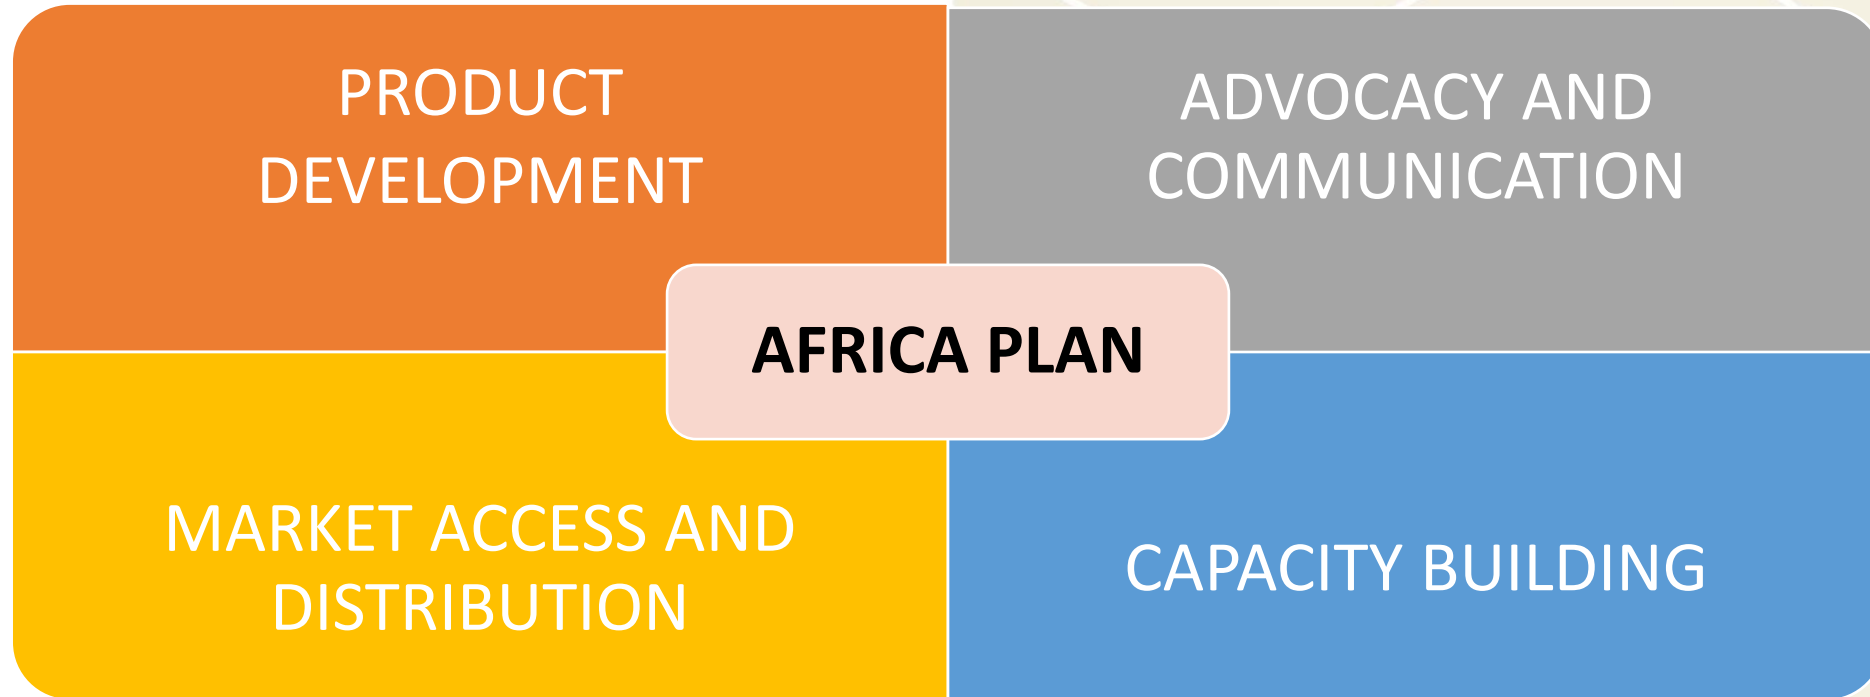 PRODUCT
DEVELOPMENT
ADVOCACY AND
COMMUNICATION
AFRICA PLAN
MARKET ACCESS AND
DISTRIBUTION
CAPACITY BUILDING